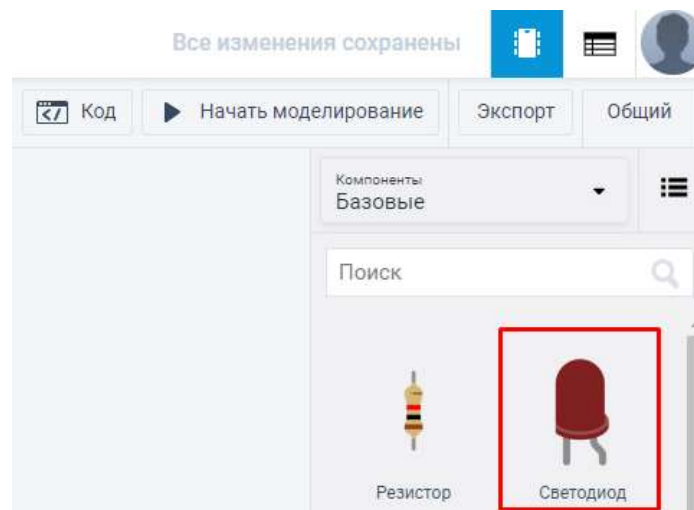 Все изменения сохранены
Код
Начать моделирование
Экспорт
Общий
Компоненты
Базовые
Поиск
Резистор
Светодиод